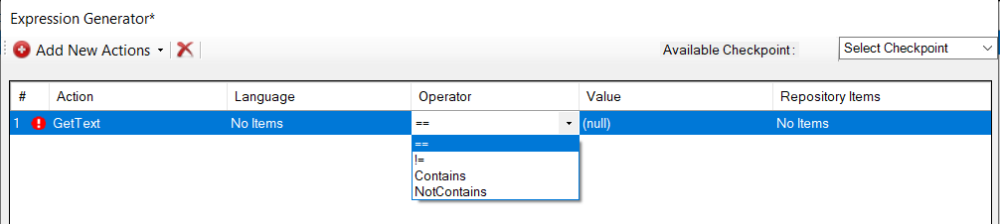 Expression Generator*
Add New Actions
Available Checkpoint :
Select Checkpoint
# Action Language Operator Value Repository Items
1 GetText No Items == (null) No Items
==
!=
Contains
NotContains